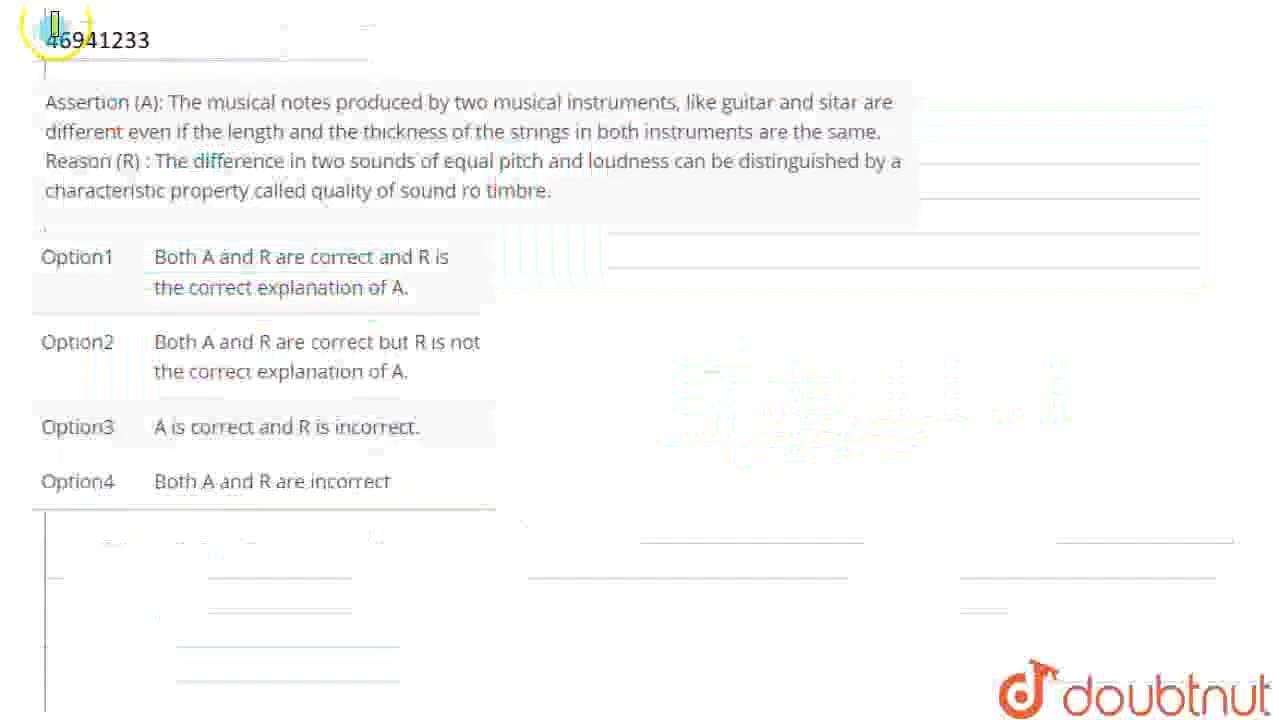 46941233
Assertion (A): The musical notes produced by two musical instruments, like guitar and sitar are
different even if the length and the thickness of the strings in both instruments are the same.
Reason (R) : The difference in two sounds of equal pitch and loudness can be distinguished by a
characteristic property called quality of sound ro timbre.
Option1 Both A and R are correct and R is
the correct explanation of A.
Option2 Both A and R are correct but R is not
the correct explanation of A.
Option3 A is correct and R is incorrect.
Option4 Both A and R are incorrect
doubtnut